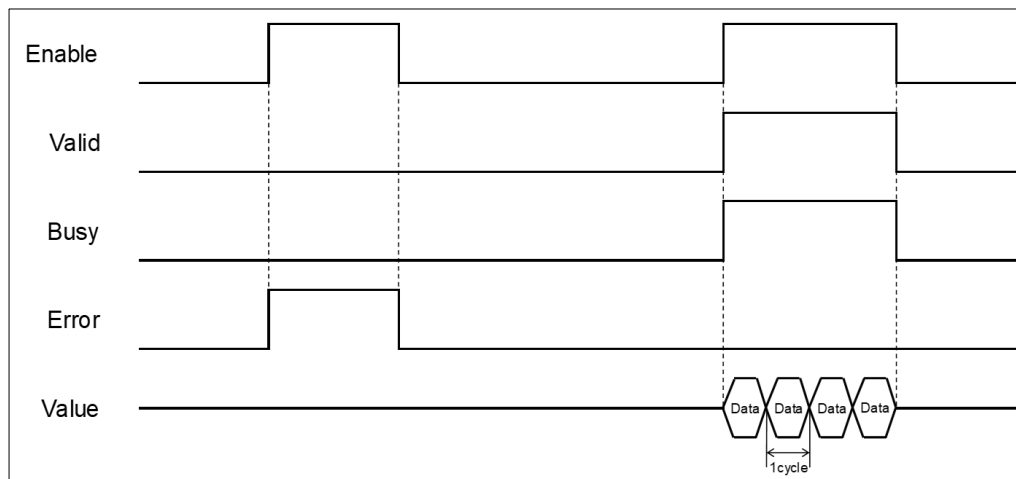 Enable
Valid
Busy
Error
Value
Data Data Data Data
1cycle